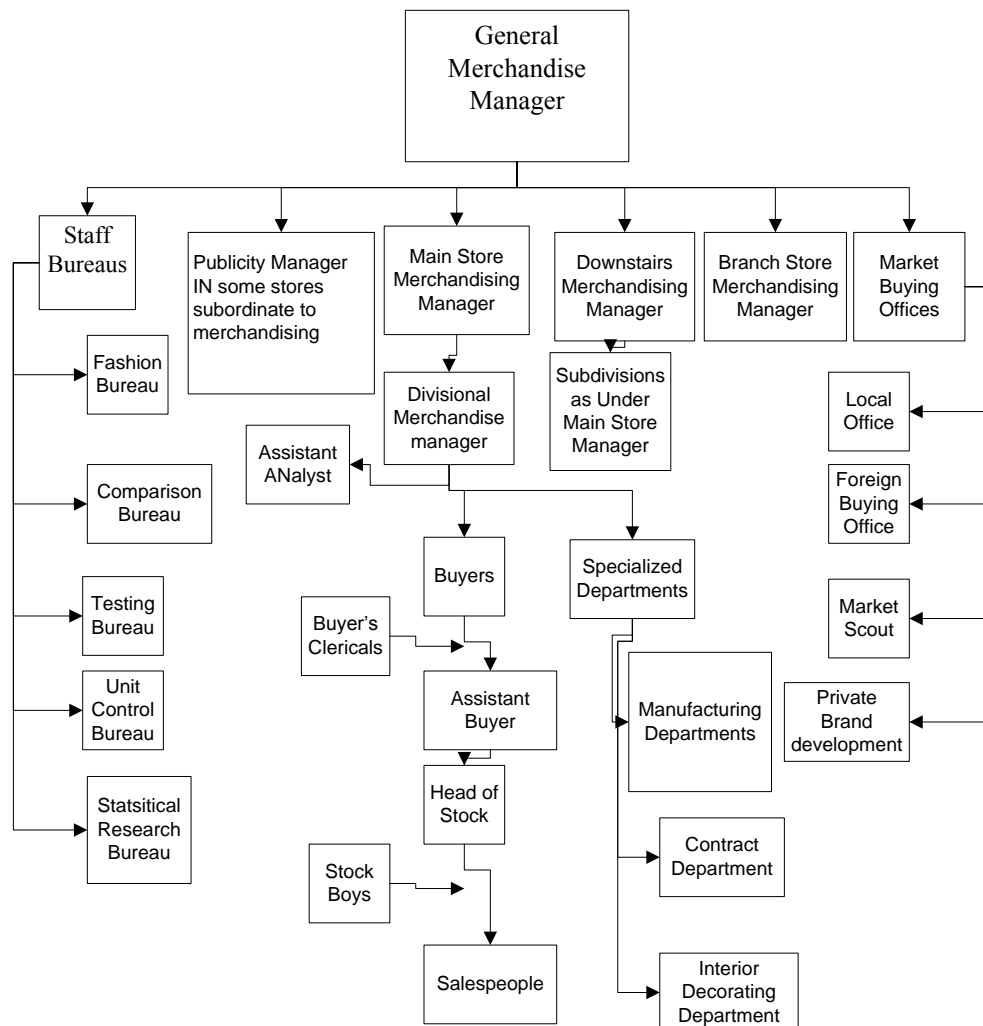 General
Merchandise
Manager
Staff
Bureaus
Publicity Manager
IN some stores
subordinate to
merchandising
Main Store
Merchandising
Manager
Downstairs
Merchandising
Manager
Branch Store
Merchandising
Manager
Market
Buying
Offices
Fashion
Bureau
Comparison
Bureau
Testing
Bureau
Unit
Control
Bureau
Statsitical
Research
Bureau
Divisional
Merchandise
manager
Assistant
ANalyst
Subdivisions
as Under
Main Store
Manager
Local
Office
Foreign
Buying
Office
Market
Scout
Private
Brand
development
Buyers
Specialized
Departments
Buyer's
Clericals
Assistant
Buyer
Manufacturing
Departments
Head of
Stock
Stock
Boys
Contract
Department
Salespeople
Interior
Decorating
Department